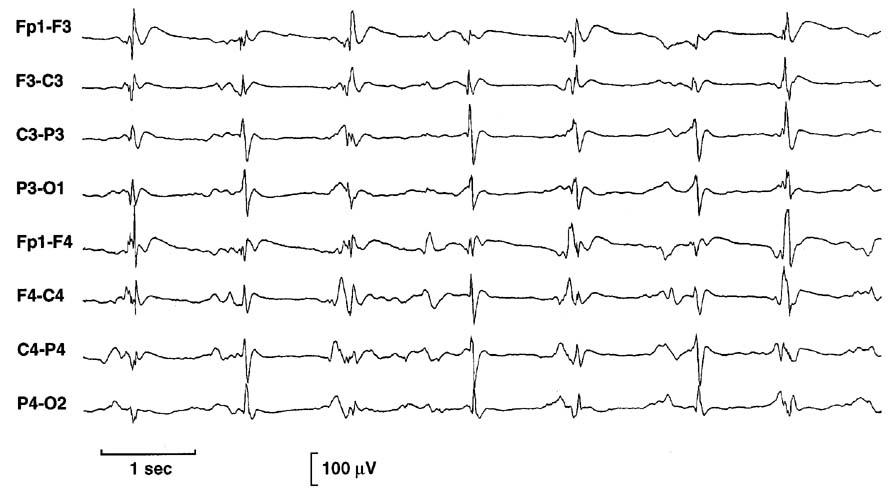 Fp1-F3
F3-C3
C3-P3
P3-O1
Fp1-F4
F4-C4
C4-P4
P4-O2
1 sec
100 μV